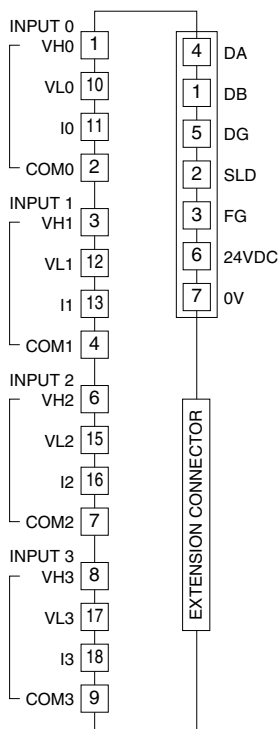 INPUT 0
VH0 1
VL0 10
I0 11
COM0 2
INPUT 1
VH1 3
VL1 12
I1 13
COM1 4
INPUT 2
VH2 6
VL2 15
I2 16
COM2 7
INPUT 3
VH3 8
VL3 17
I3 18
COM3 9
4 DA
1 DB
5 DG
2 SLD
3 FG
6 24VDC
7 0V
EXTENSION CONNECTOR